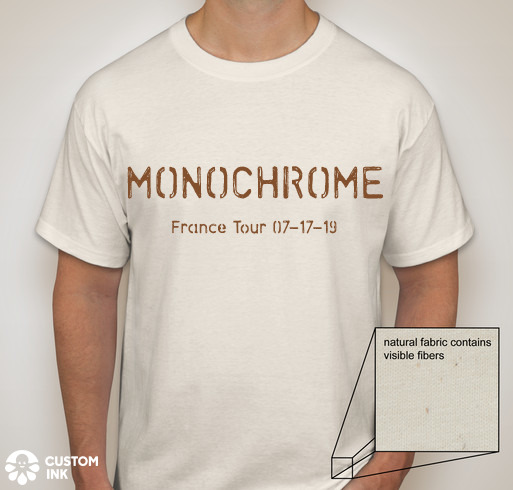 MONOCHROME
France Tour 07-17-19
natural fabric contains
visible fibers
CUSTOM
INK